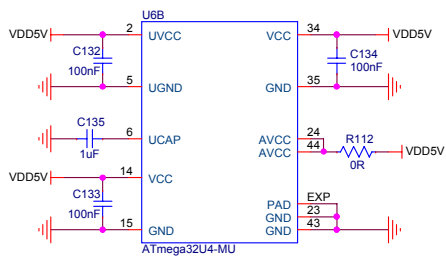 U6B
VDD5V 2 UVCC VCC 34 VDD5V
C132 100nF
C134 100nF
5 UGND GND 35
C135 1uF 6 UCAP
AVCC 24
AVCC 44 R112 0R VDD5V
VDD5V 14 VCC
C133 100nF
PAD EXP
GND 23
15 GND GND 43
ATmega32U4-MU